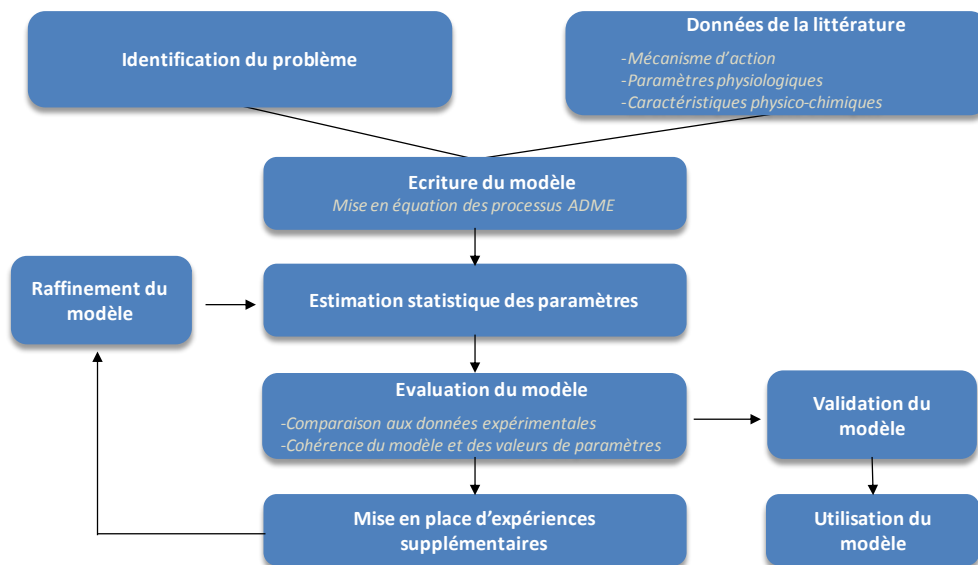 Identification du problème
Données de la littérature
-Mécanisme d’action
-Paramètres physiologiques
-Caractéristiques physico-chimiques
Ecriture du modèle
Mise en équation des processus ADME
Raffinement du
modèle
Estimation statistique des paramètres
Evaluation du modèle
-Comparaison aux données expérimentales
-Cohérence du modèle et des valeurs de paramètres
Validation du
modèle
Mise en place d’expériences
supplémentaires
Utilisation du
modèle